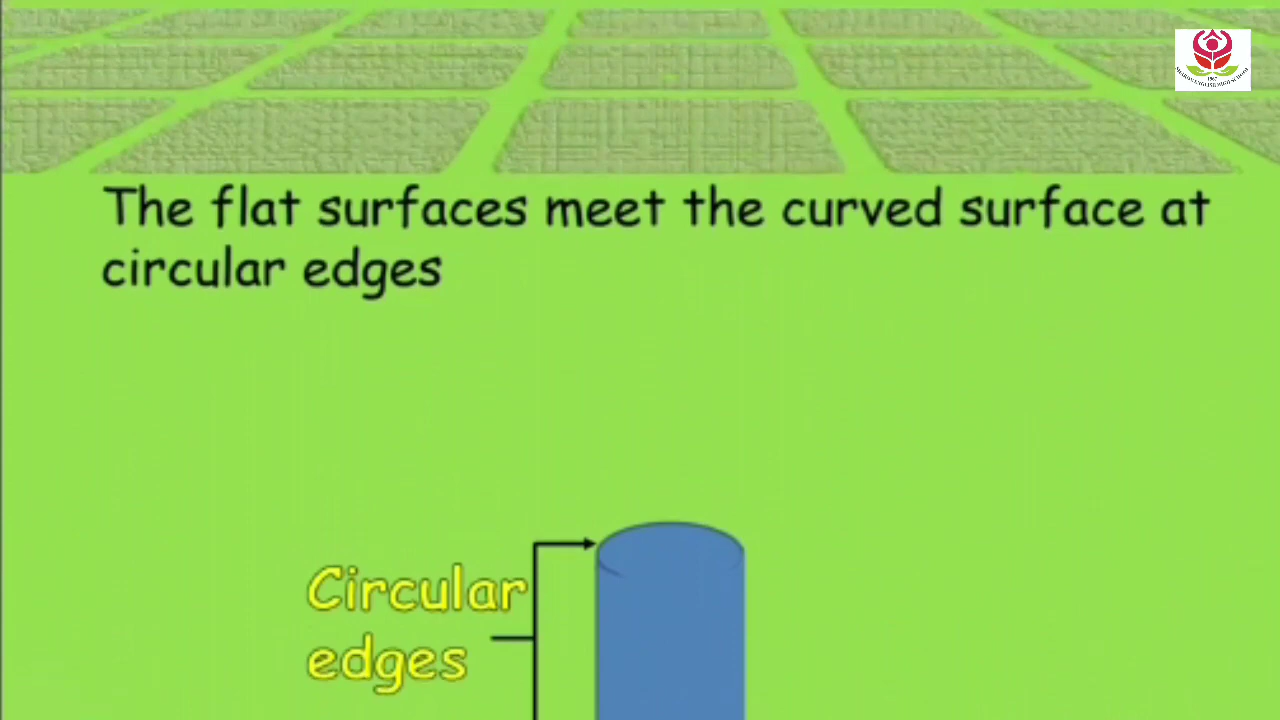 The flat surfaces meet the curved surface at
circular edges
Circular
edges